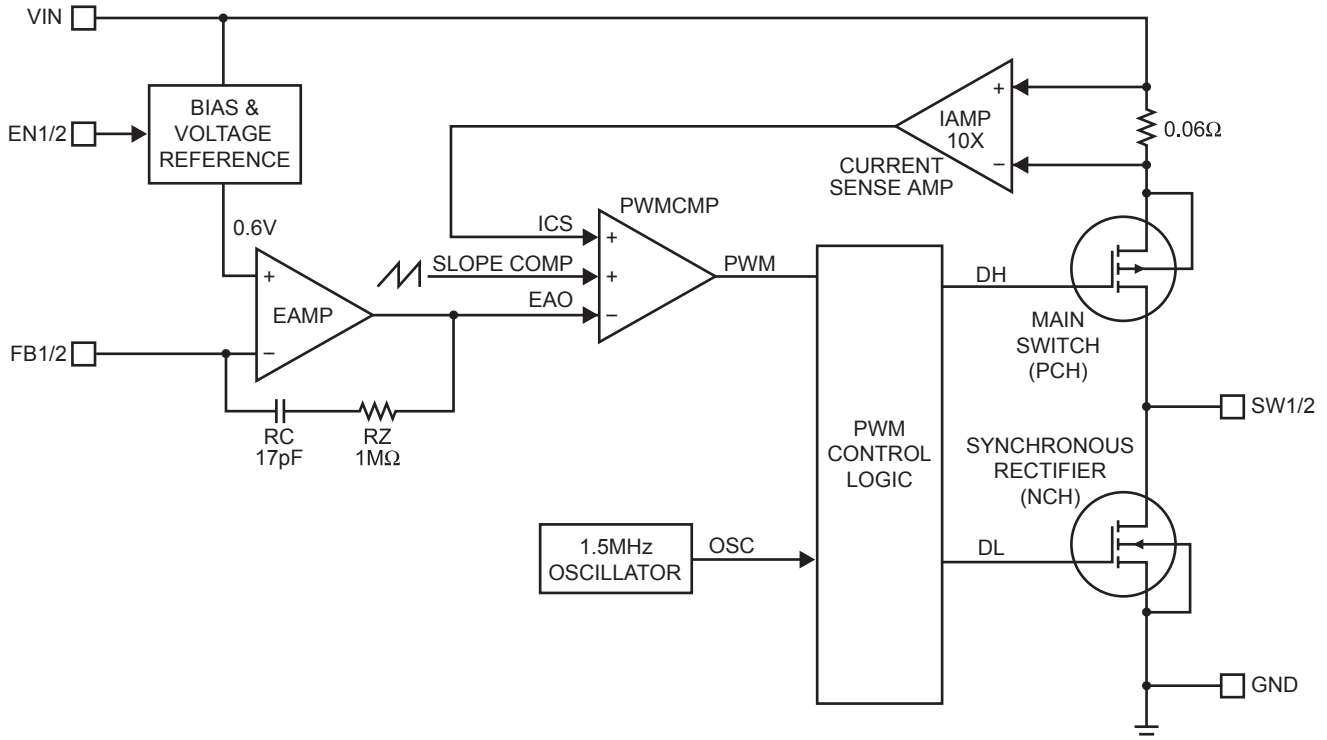 VIN
BIAS &
VOLTAGE
REFERENCE
EN1/2
0.6V
+
EAMP
−
FB1/2
RC
17pF
RZ
1MΩ
+
IAMP
10X
−
CURRENT
SENSE AMP
0.06Ω
PWMCMP
ICS
+
SLOPE COMP
+
EAO
−
PWM
PWM
CONTROL
LOGIC
DH
MAIN
SWITCH
(PCH)
SW1/2
SYNCHRONOUS
RECTIFIER
(NCH)
1.5MHz
OSCILLATOR
OSC
DL
GND